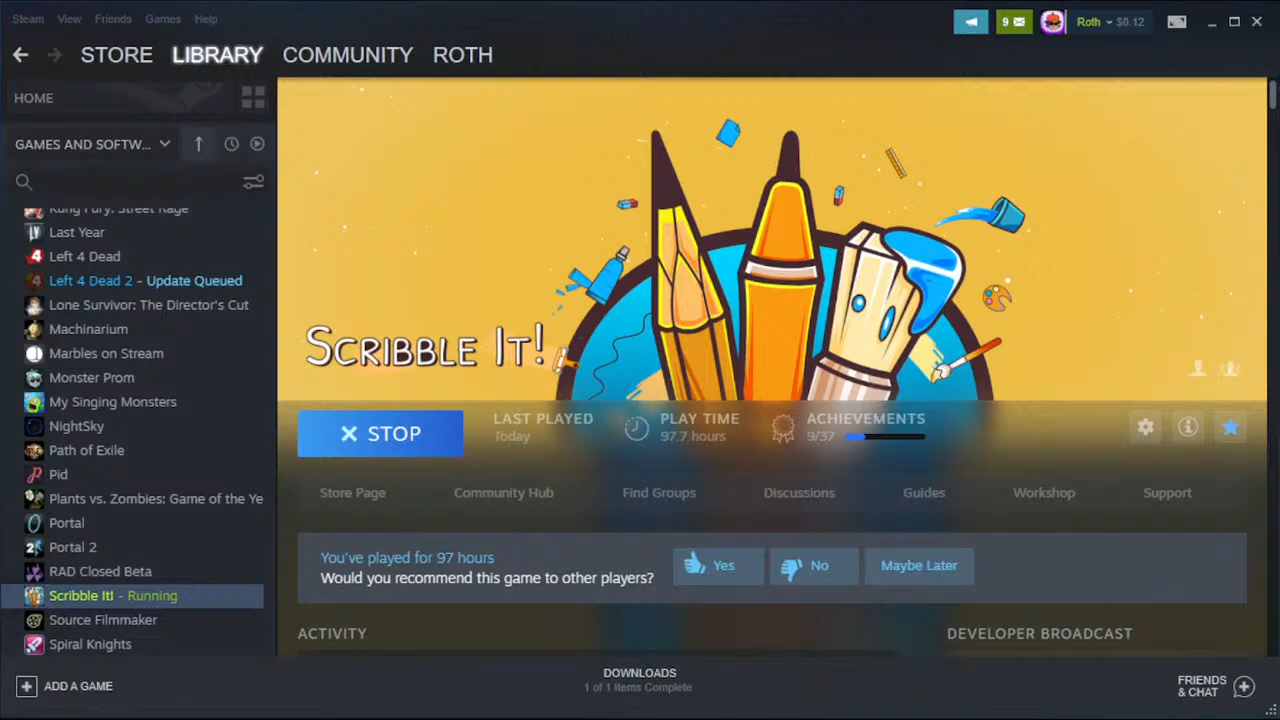 Steam View Friends Games Help
9 Roth $0.12
STORE LIBRARY COMMUNITY ROTH
HOME
GAMES AND SOFTW...
Kung Fury: Street Rage
Last Year
Left 4 Dead
Left 4 Dead 2 - Update Queued
Lone Survivor: The Director's Cut
Machinarium
Marbles on Stream
Monster Prom
My Singing Monsters
NightSky
Path of Exile
Pid
Plants vs. Zombies: Game of the Ye
Portal
Portal 2
RAD Closed Beta
Scribble It! - Running
Source Filmmaker
Spiral Knights
SCRIBBLE IT!
STOP
LAST PLAYED
Today
PLAY TIME
97.7 hours
ACHIEVEMENTS
9/37
Store Page Community Hub Find Groups Discussions Guides Workshop Support
You've played for 97 hours
Would you recommend this game to other players?
Yes No Maybe Later
ACTIVITY
DEVELOPER BROADCAST
ADD A GAME
DOWNLOADS
1 of 1 Items Complete
FRIENDS
& CHAT